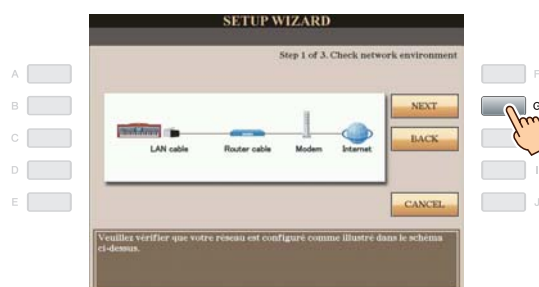 SETUP WIZARD
Step 1 of 3. Check network environment
A
F
B
NEXT
G
LAN cable
Router cable
Modem
Internet
C
BACK
D
I
E
CANCEL
J
Veuillez vérifier que votre réseau est configuré comme illustré dans le schéma
ci-dessus.